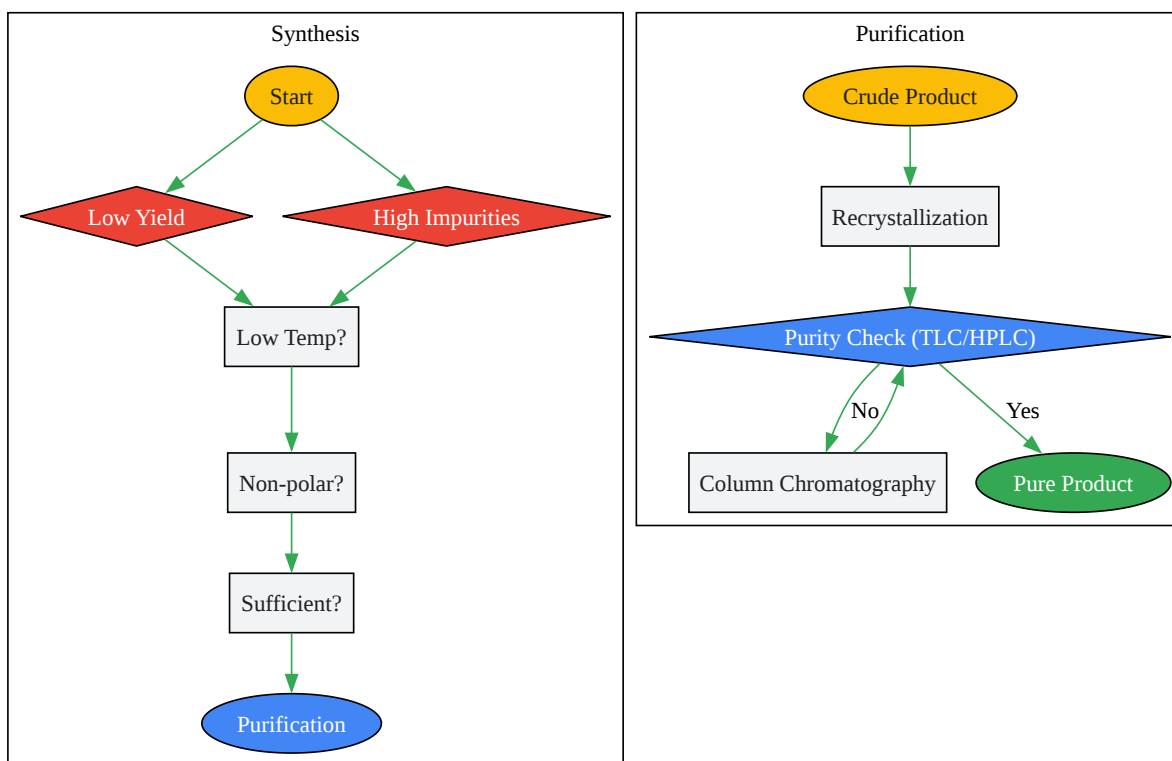 Synthesis
Start
Low Yield
High Impurities
Low Temp?
Non-polar?
Sufficient?
Purification
Purification
Crude Product
Recrystallization
Purity Check (TLC/HPLC)
No
Yes
Column Chromatography
Pure Product